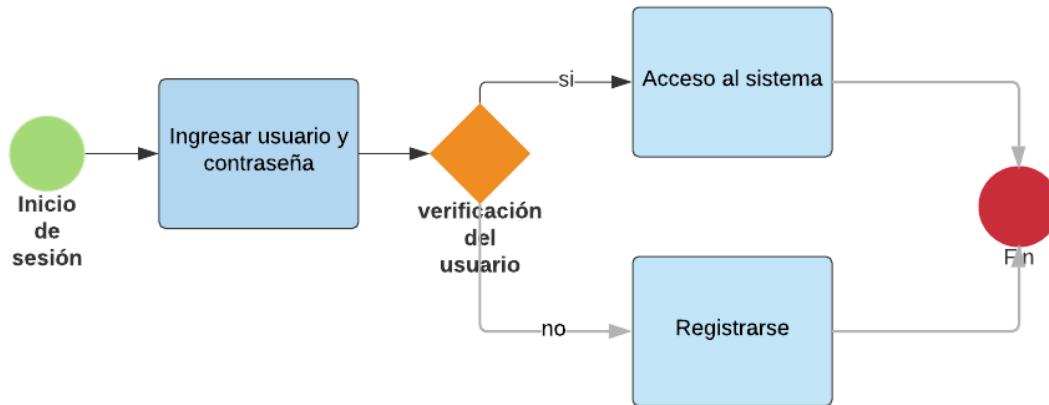 Inicio
de
sesión
Ingresar usuario y
contraseña
verificación
del
usuario
si
Acceso al sistema
no
Registrarse
Fin